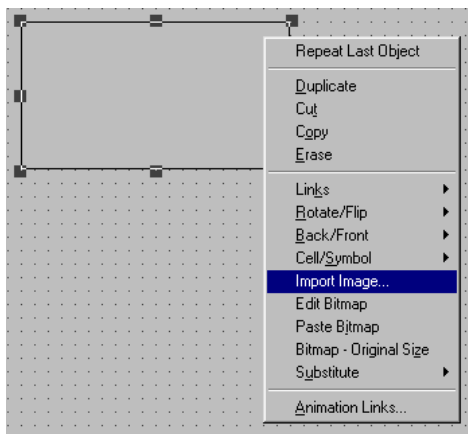 Repeat Last Object
Duplicate
Cut
Copy
Erase
Links
Rotate/Flip
Back/Front
Cell/Symbol
Import Image...
Edit Bitmap
Paste Bitmap
Bitmap - Original Size
Substitute
Animation Links...